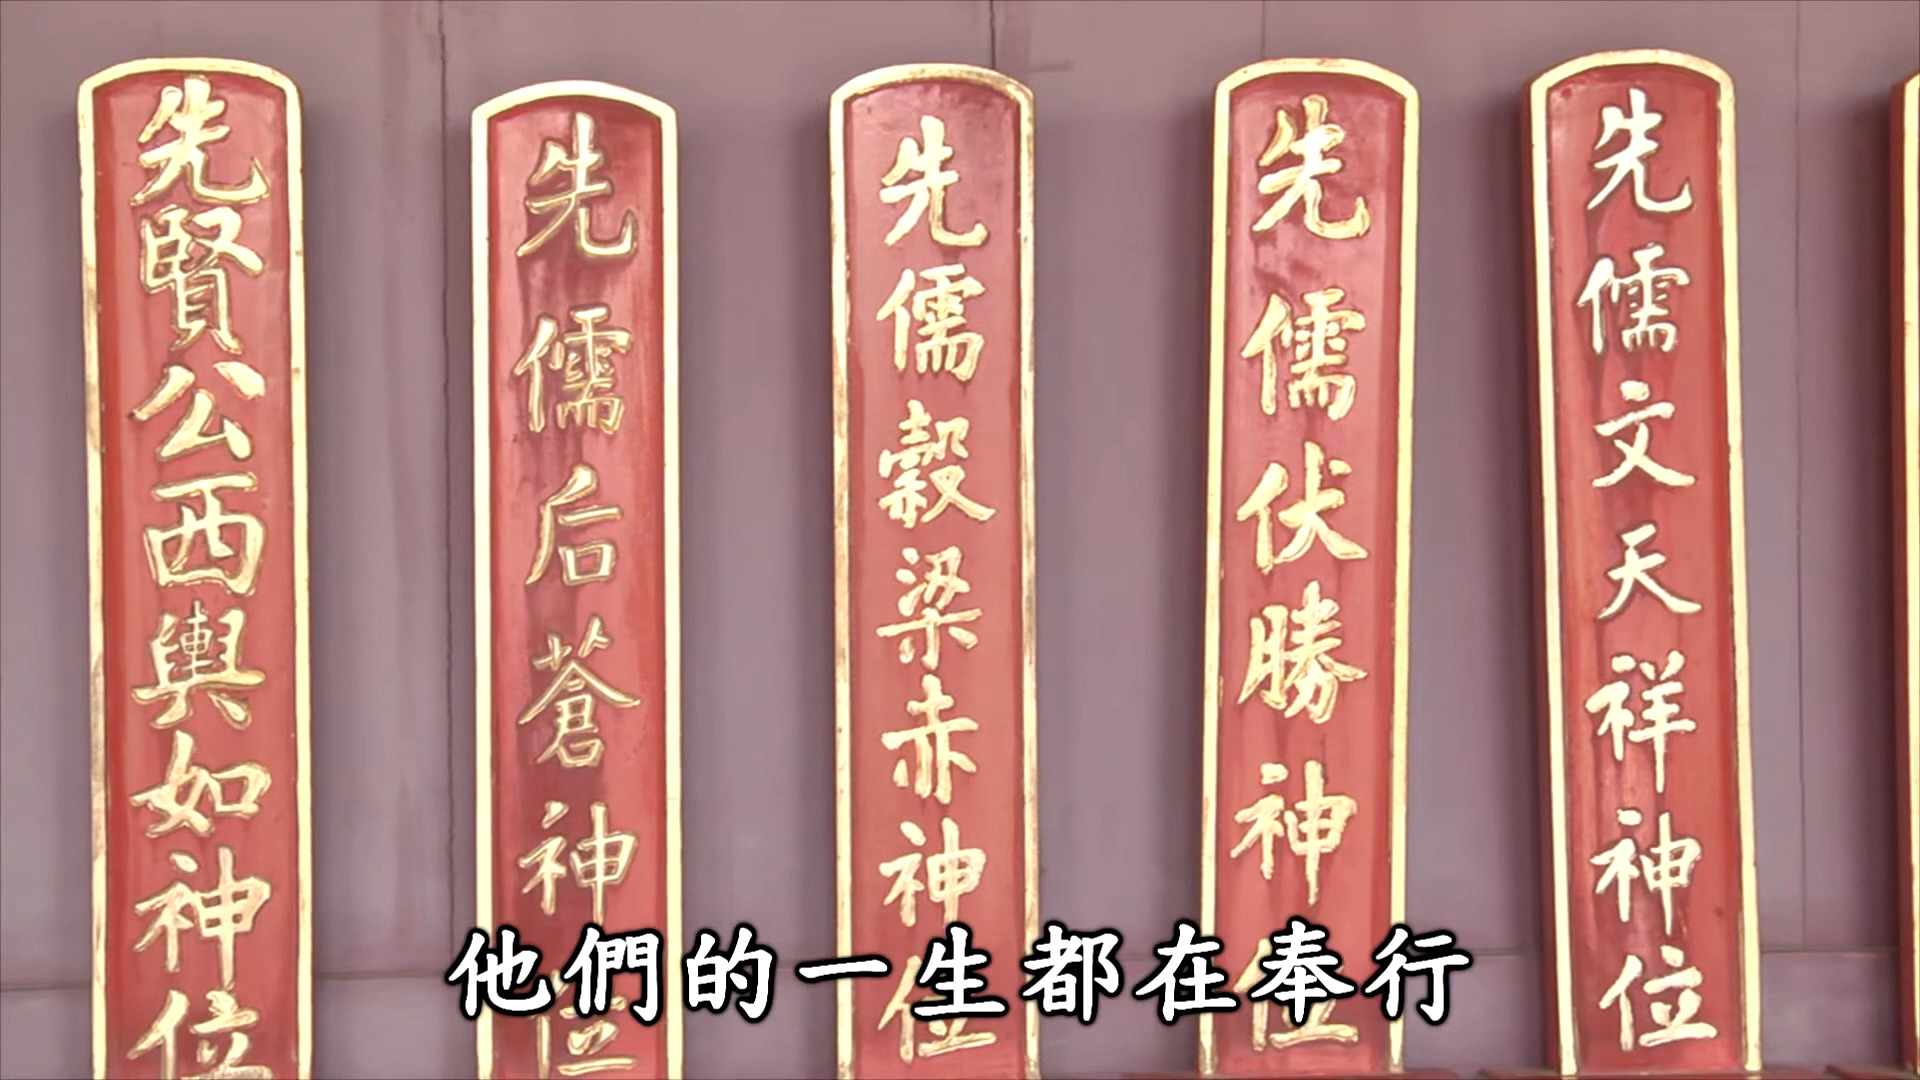 先賢公西輿如神位
先儒后蒼神位
先儒穀梁赤神位
先儒伏勝神位
先儒文天祥神位
他們的一生都在奉行